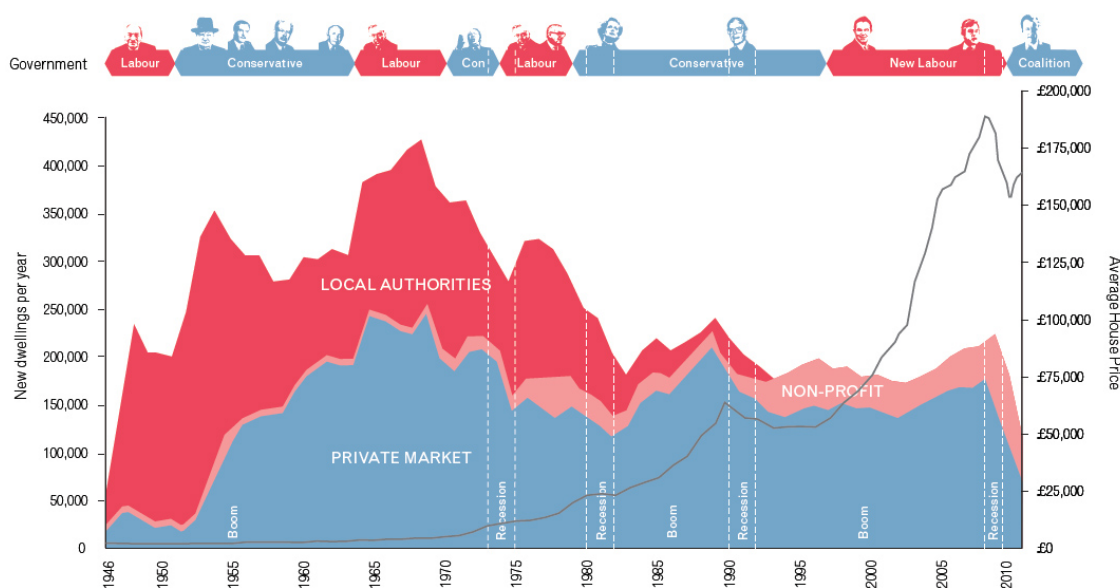 Government
Labour
Conservative
Labour
Con
Labour
Conservative
New Labour
Coalition
New dwellings per year
450,000
400,000
350,000
300,000
250,000
200,000
150,000
100,000
50,000
0
£200,000
£175,000
£150,000
£125,00
£100,000
£75,000
£50,000
£25,000
£0
Average House Price
LOCAL AUTHORITIES
NON-PROFIT
PRIVATE MARKET
Boom
Recession
Recession
Boom
Recession
Boom
Recession
1946
1950
1955
1960
1965
1970
1975
1980
1985
1990
1995
2000
2005
2010